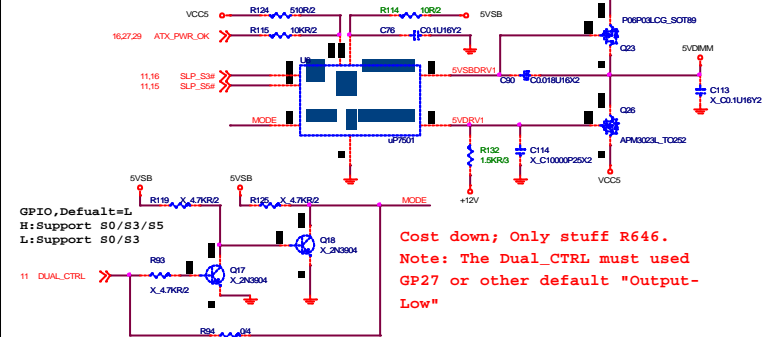 P06P03LCG_SOT89
VCC5 R124 510R/2 R114 10R/2 5VSB
16,27,29 ATX_PWR_OK R115 10KR/2 C76 C0.1U16Y2
Q23
5VDIMM
11,16 SLP_S3# 5VSBDRV1
C90 C0.018U16X2
11,15 SLP_S5#
C113
X_C0.1U16Y2
Q26
MODE 5VDRV1
uP7501 APM3023L_TO252
R132
1.5KR/3
C114
X_C10000P25X2
VCC5
+12V
5VSB 5VSB
R119 X_4.7KR/2 R125 X_4.7KR/2 MODE
GPIO,Defualt=L
H:Support S0/S3/S5
L:Support S0/S3
Q18
X_2N3904
Cost down; Only stuff R646.
Note: The Dual_CTRL must used
GP27 or other default "Output-
Low"
11 DUAL_CTRL R93
X_4.7KR/2
Q17
X_2N3904
R94 0/4